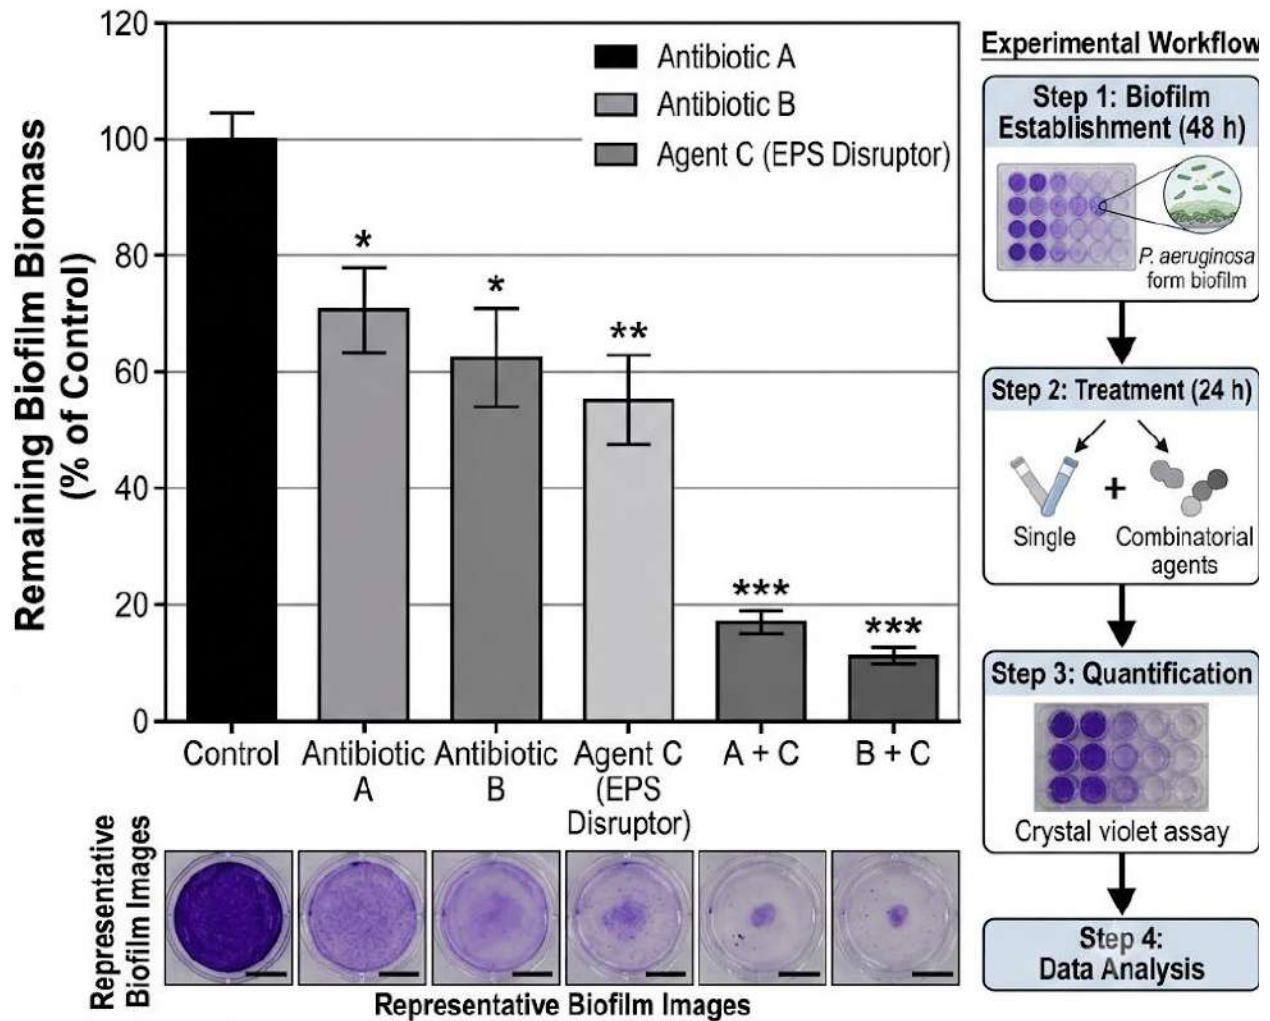 120
100
80
60
40
20
0
Remaining Biofilm Biomass
(% of Control)
Antibiotic A
Antibiotic B
Agent C (EPS Disruptor)
*
*
**
***
***
Control
Antibiotic
A
Antibiotic
B
Agent C
(EPS
Disruptor)
A + C
B + C
Representative
Biofilm Images
Representative Biofilm Images
Experimental Workflow
Step 1: Biofilm
Establishment (48 h)
P. aeruginosa
form biofilm
Step 2: Treatment (24 h)
+
Single
Combinatorial
agents
Step 3: Quantification
Crystal violet assay
Step 4:
Data Analysis